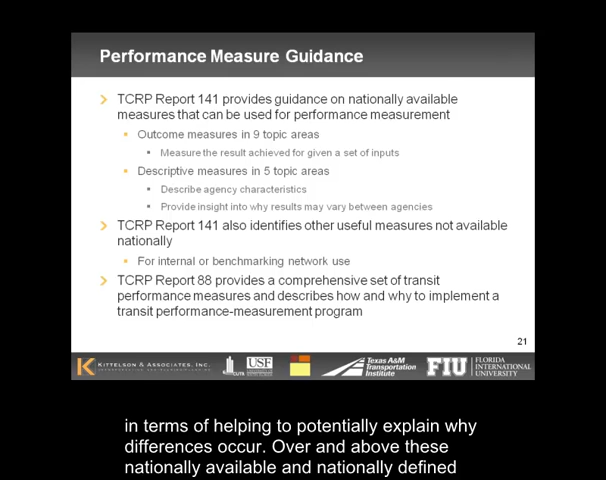 Performance Measure Guidance
TCRP Report 141 provides guidance on nationally available
measures that can be used for performance measurement
Outcome measures in 9 topic areas
Measure the result achieved for given a set of inputs
Descriptive measures in 5 topic areas
Describe agency characteristics
Provide insight into why results may vary between agencies
TCRP Report 141 also identifies other useful measures not available
nationally
For internal or benchmarking network use
TCRP Report 88 provides a comprehensive set of transit
performance measures and describes how and why to implement a
transit performance-measurement program
21
KITTELSON & ASSOCIATES, INC.
CUTR
USF
Texas A&M
Transportation
Institute
FIU
FLORIDA
INTERNATIONAL
UNIVERSITY
in terms of helping to potentially explain why
differences occur. Over and above these
nationally available and nationally defined